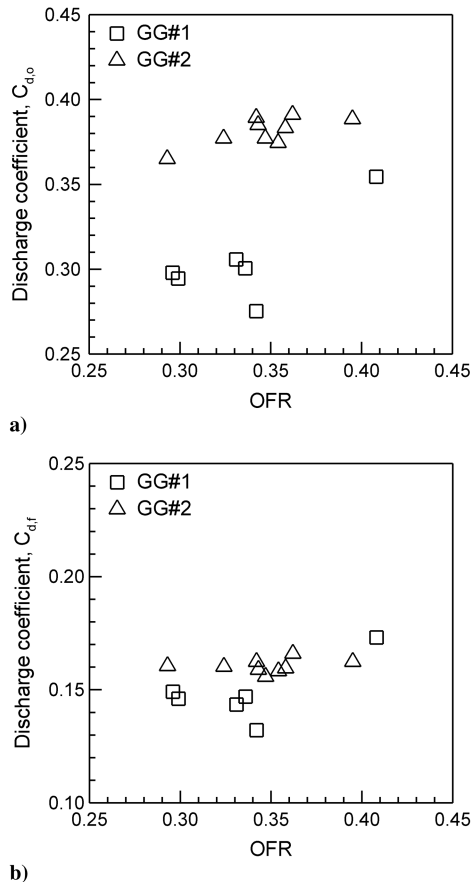 0.45
GG#1
GG#2
0.40
0.35
0.30
0.25
Discharge coefficient, C_d,o
0.25 0.30 0.35 0.40 0.45
OFR
a)
0.25
GG#1
GG#2
0.20
0.15
0.10
Discharge coefficient, C_d,f
0.25 0.30 0.35 0.40 0.45
OFR
b)